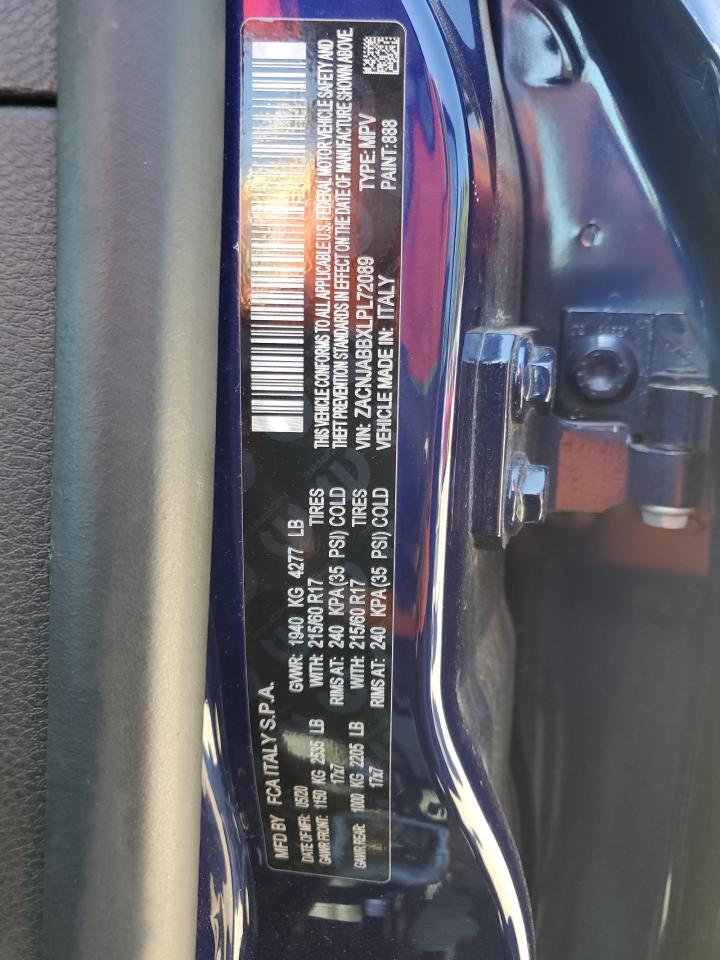 MFD BY FCA ITALY S.P.A.
DATE OF MFR: 05/20 GVWR: 1940 KG 4277 LB
GAWR FRONT: 1150 KG 2535 LB WITH: 215/60 R17 TIRES
17x7 RIMS AT: 240 KPA(35 PSI) COLD
GAWR REAR: 1000 KG 2205 LB WITH: 215/60 R17 TIRES
17x7 RIMS AT: 240 KPA(35 PSI) COLD
THIS VEHICLE CONFORMS TO ALL APPLICABLE U.S. FEDERAL MOTOR VEHICLE SAFETY AND
THEFT PREVENTION STANDARDS IN EFFECT ON THE DATE OF MANUFACTURE SHOWN ABOVE.
VIN: ZACNJABBXLPL72089 TYPE: MPV
VEHICLE MADE IN: ITALY PAINT: 888